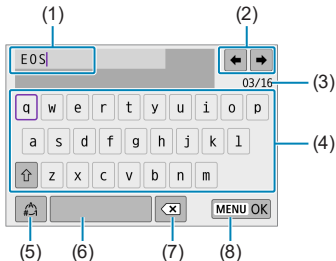 (1) (2)
EOS
03/16 (3)
q w e r t y u i o p
a s d f g h j k l (4)
z x c v b n m
MENU OK
(5) (6) (7) (8)